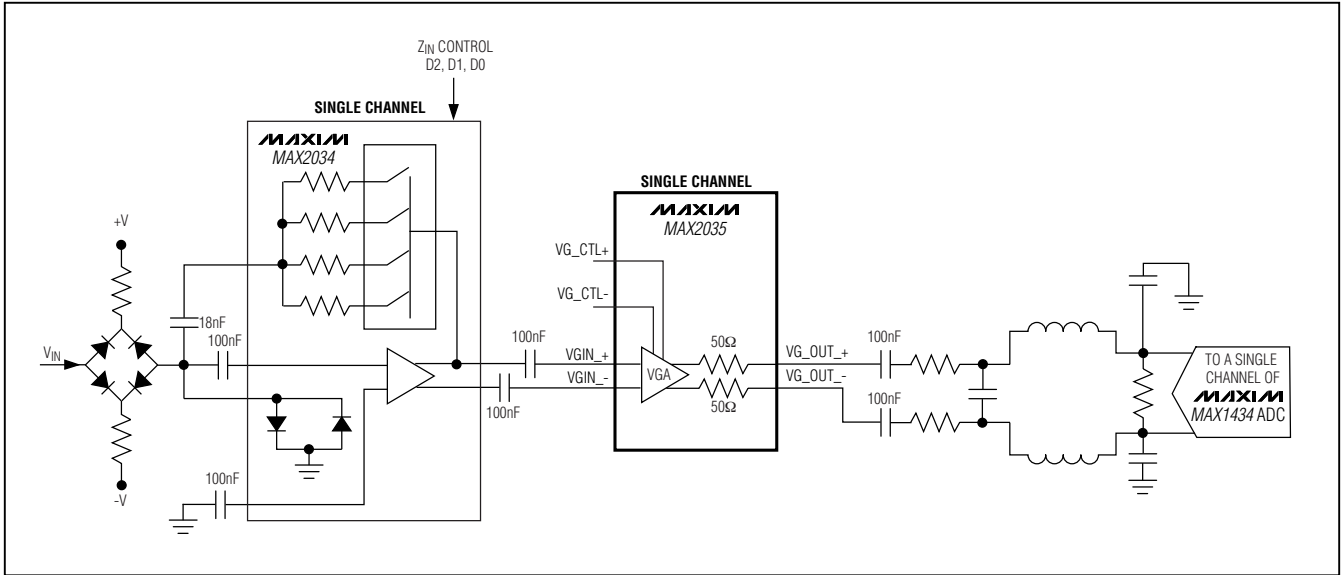 Z_IN CONTROL
D2, D1, D0
SINGLE CHANNEL
MAXIM
MAX2034
+V
18nF
100nF
V_IN
-V
100nF
100nF
100nF
SINGLE CHANNEL
MAXIM
MAX2035
VG_CTL+
VG_CTL-
VGIN_+
VGIN_-
VGA
50Ω
50Ω
VG_OUT_+
VG_OUT_-
100nF
100nF
TO A SINGLE
CHANNEL OF
MAXIM
MAX1434 ADC